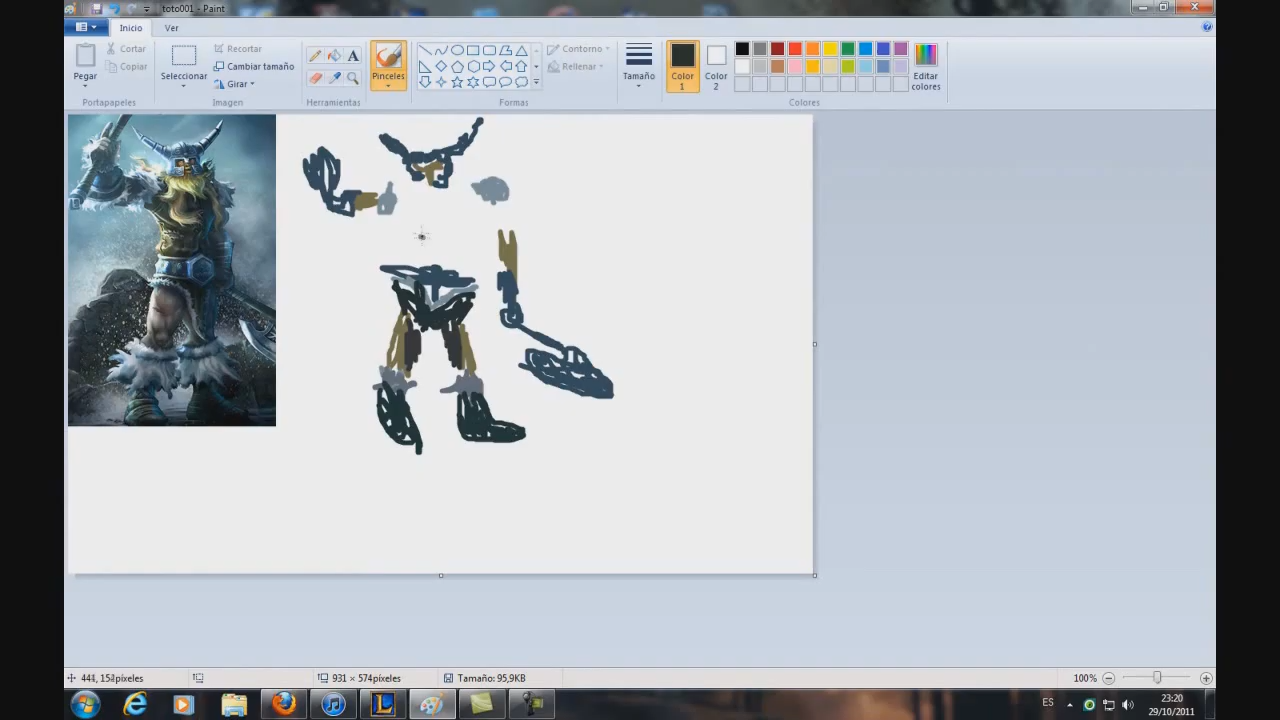 toto001 - Paint
Inicio
Ver
Pegar
Cortar
Copiar
Portapapeles
Seleccionar
Recortar
Cambiar tamaño
Girar
Imagen
A
Herramientas
Pinceles
Contorno
Rellenar
Formas
Tamaño
Color
1
Color
2
Editar
colores
Colores
444, 153píxeles
931 × 574píxeles
Tamaño: 95,9KB
100%
L
ES
23:20
29/10/2011